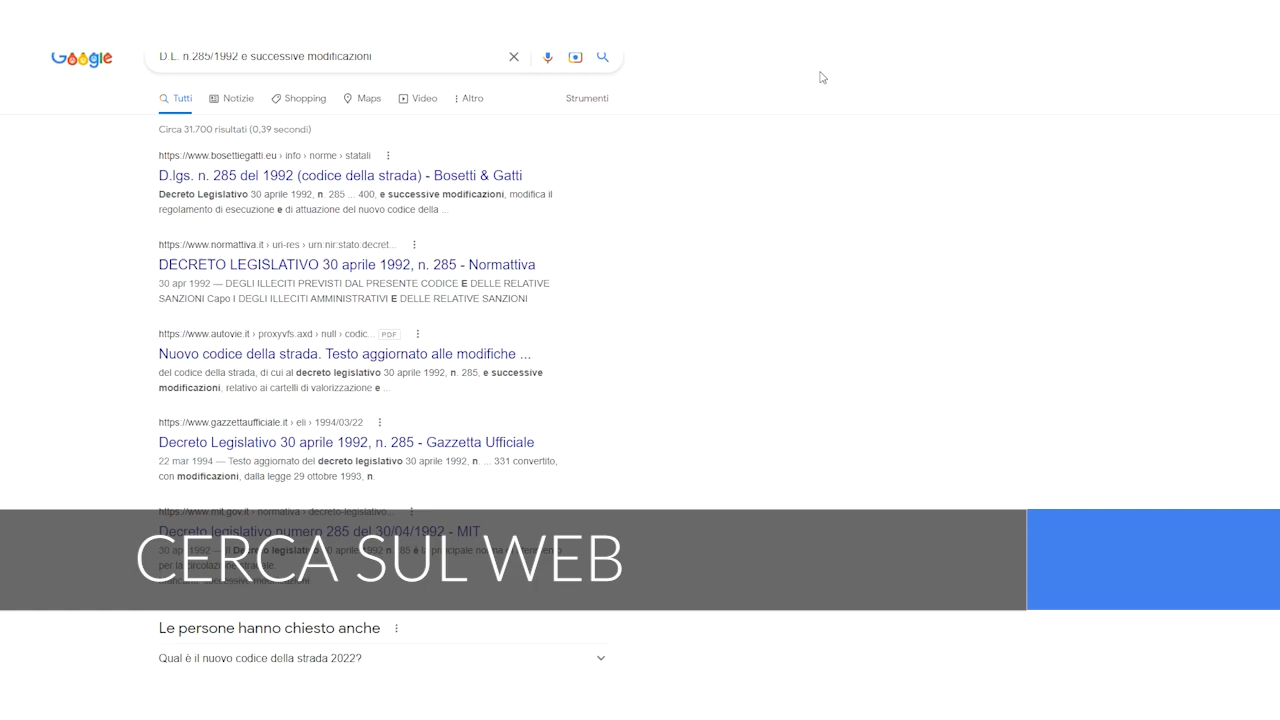 Google
D.L. n.285/1992 e successive modificazioni
Tutti Notizie Shopping Maps Video Altro Strumenti
Circa 31.700 risultati (0,39 secondi)
https://www.bosettiegatti.eu › info › norme › statali
D.lgs. n. 285 del 1992 (codice della strada) - Bosetti & Gatti
Decreto Legislativo 30 aprile 1992, n. 285 ... 400, e successive modificazioni, modifica il
regolamento di esecuzione e di attuazione del nuovo codice della ...
https://www.normattiva.it › uri-res › urn:nir:stato:decret...
DECRETO LEGISLATIVO 30 aprile 1992, n. 285 - Normattiva
30 apr 1992 — DEGLI ILLECITI PREVISTI DAL PRESENTE CODICE E DELLE RELATIVE
SANZIONI Capo I DEGLI ILLECITI AMMINISTRATIVI E DELLE RELATIVE SANZIONI
https://www.autovie.it › proxyvfs.axd › null › codic... PDF
Nuovo codice della strada. Testo aggiornato alle modifiche ...
del codice della strada, di cui al decreto legislativo 30 aprile 1992, n. 285, e successive
modificazioni, relativo ai cartelli di valorizzazione e ...
https://www.gazzettaufficiale.it › eli › 1994/03/22
Decreto Legislativo 30 aprile 1992, n. 285 - Gazzetta Ufficiale
22 mar 1994 — Testo aggiornato del decreto legislativo 30 aprile 1992, n. ... 331 convertito,
con modificazioni, dalla legge 29 ottobre 1993, n.
https://www.mit.gov.it › normativa › decreto-legislativo...
Decreto legislativo numero 285 del 30/04/1992 - MIT
CERCA SUL WEB
Le persone hanno chiesto anche
Qual è il nuovo codice della strada 2022?